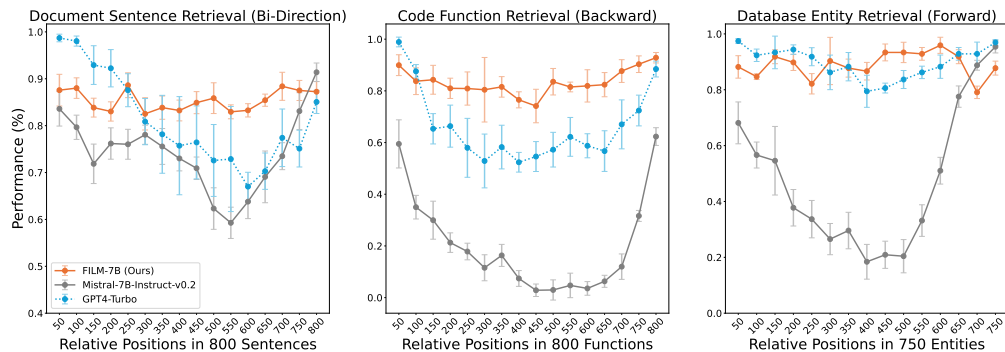 Document Sentence Retrieval (Bi-Direction)
Code Function Retrieval (Backward)
Database Entity Retrieval (Forward)
Performance (%)
1.0
0.9
0.8
0.7
0.6
0.5
0.4
FILM-7B (Ours)
Mistral-7B-Instruct-v0.2
GPT4-Turbo
50 100 150 200 250 300 350 400 450 500 550 600 650 700 750 800
Relative Positions in 800 Sentences
1.0
0.8
0.6
0.4
0.2
0.0
50 100 150 200 250 300 350 400 450 500 550 600 650 700 750 800
Relative Positions in 800 Functions
1.0
0.8
0.6
0.4
0.2
0.0
50 100 150 200 250 300 350 400 450 500 550 600 650 700 750
Relative Positions in 750 Entities